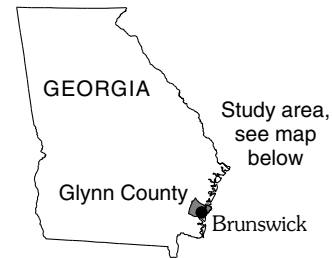 GEORGIA
Study area,
see map
below
Glynn County
Brunswick